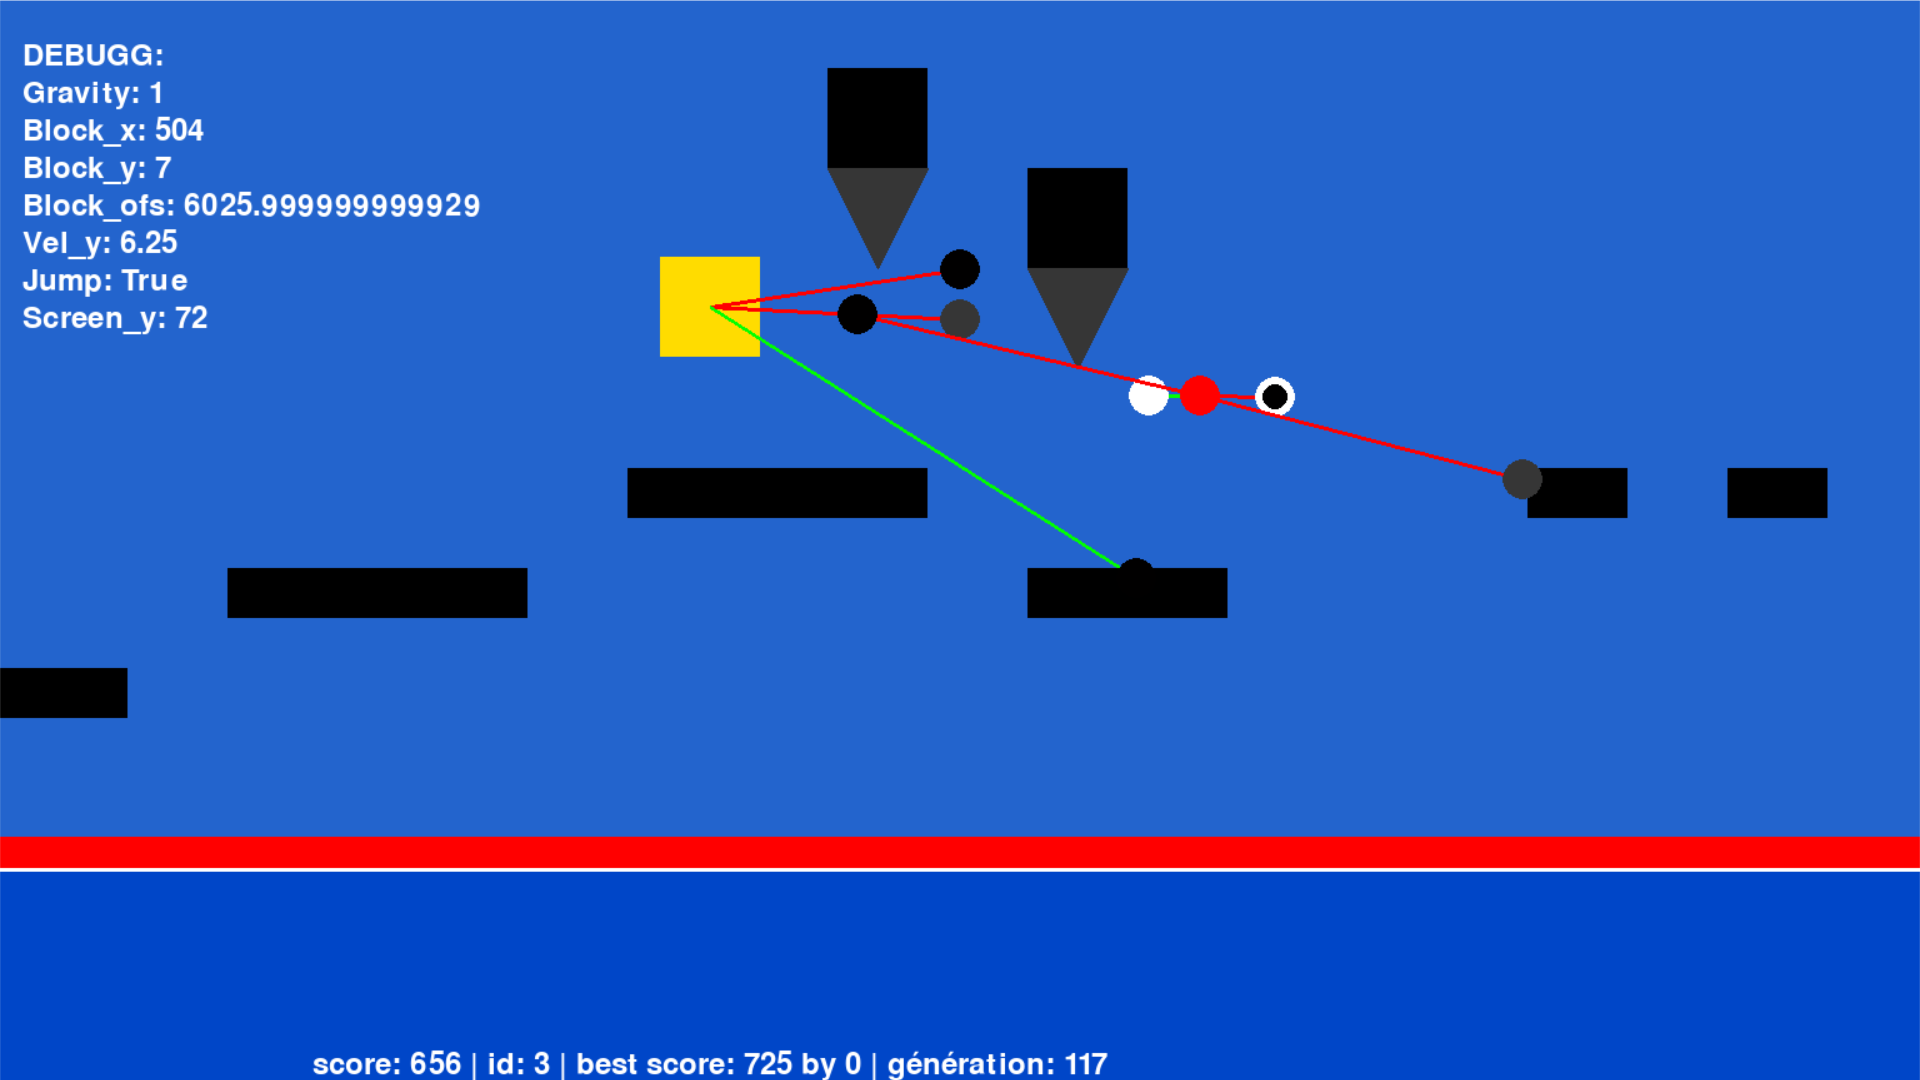 DEBUGG:
Gravity: 1
Block_x: 504
Block_y: 7
Block_ofs: 6025.999999999929
Vel_y: 6.25
Jump: True
Screen_y: 72
score: 656 | id: 3 | best score: 725 by 0 | génération: 117